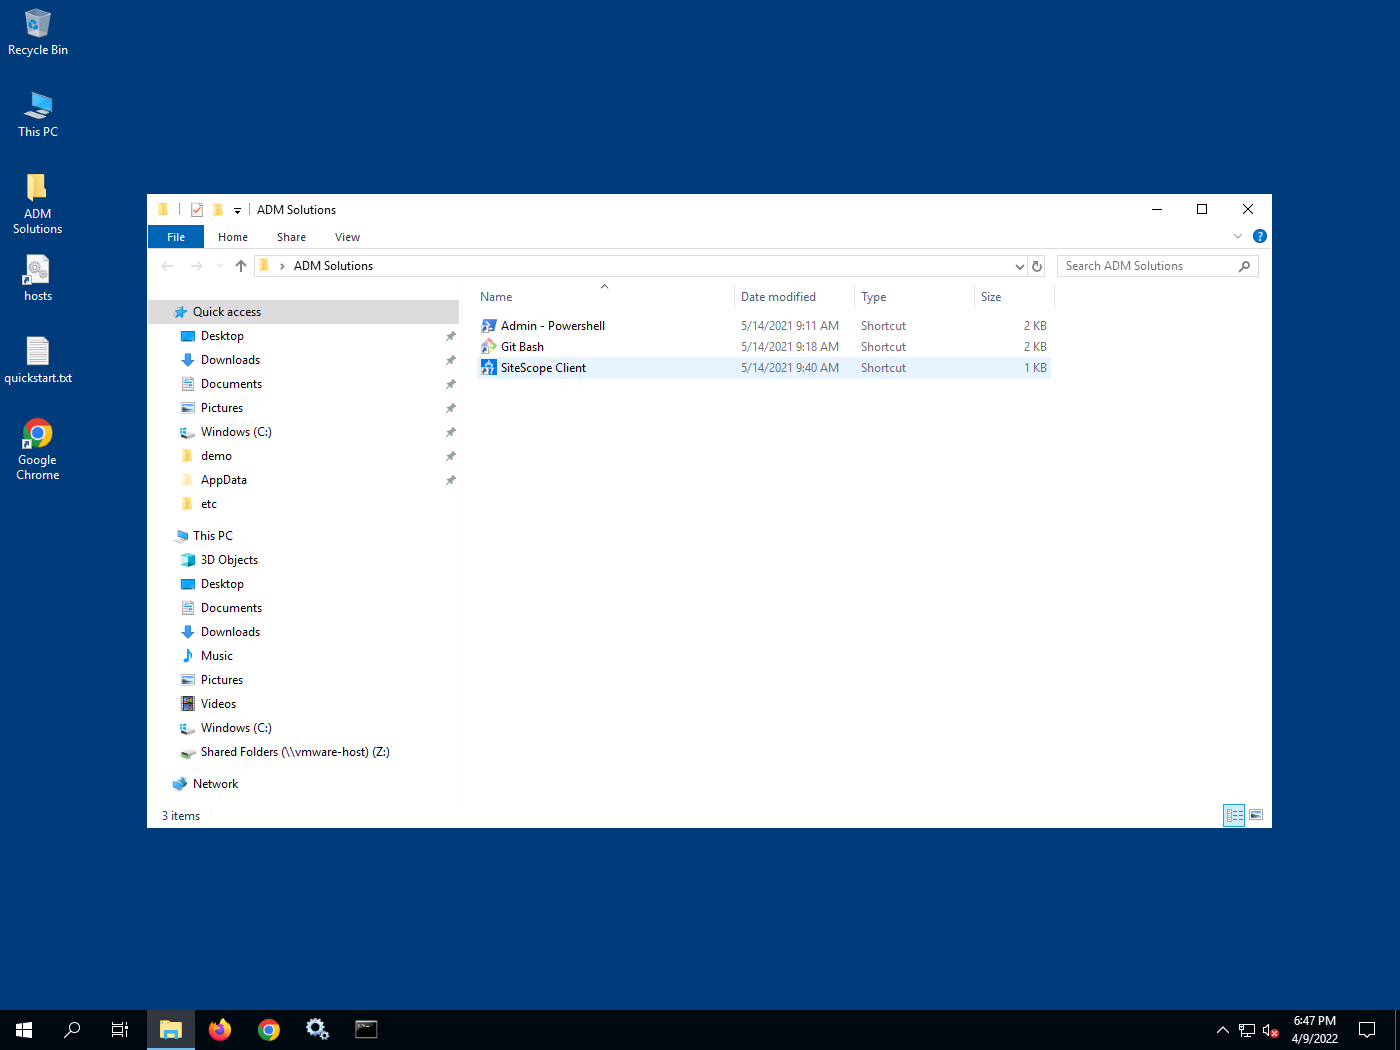 Recycle Bin
This PC
ADM
Solutions
hosts
quickstart.txt
Google
Chrome
ADM Solutions
File Home Share View
ADM Solutions
Search ADM Solutions
Name Date modified Type Size
Admin - Powershell 5/14/2021 9:11 AM Shortcut 2 KB
Git Bash 5/14/2021 9:18 AM Shortcut 2 KB
SiteScope Client 5/14/2021 9:40 AM Shortcut 1 KB
Quick access
Desktop
Downloads
Documents
Pictures
Windows (C:)
demo
AppData
etc
This PC
3D Objects
Desktop
Documents
Downloads
Music
Pictures
Videos
Windows (C:)
Shared Folders (\\vmware-host) (Z:)
Network
3 items
6:47 PM
4/9/2022